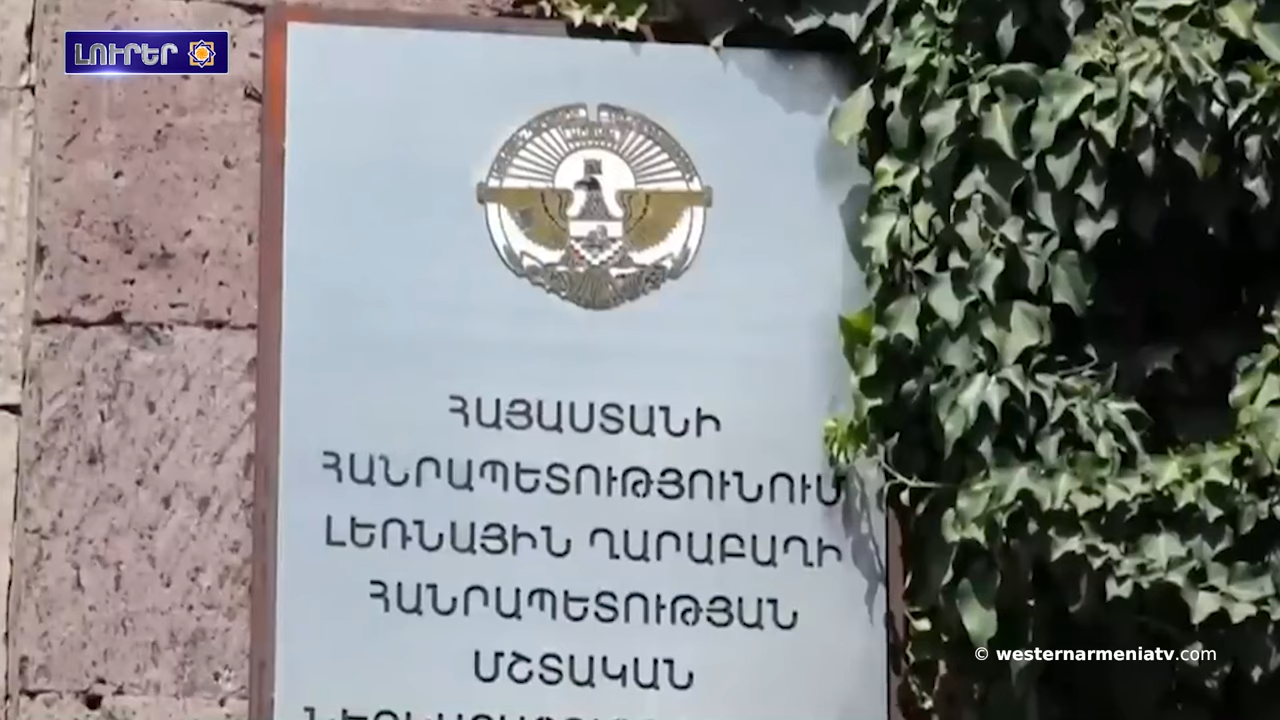 ԼՈՒՐԵՐ
ՀԱՅԱՍՏԱՆԻ
ՀԱՆՐԱՊԵՏՈՒԹՅՈՒՆՈՒՄ
ԼԵՌՆԱՅԻՆ ՂԱՐԱԲԱՂԻ
ՀԱՆՐԱՊԵՏՈՒԹՅԱՆ
ՄՇՏԱԿԱՆ
© westernarmeniatv.com